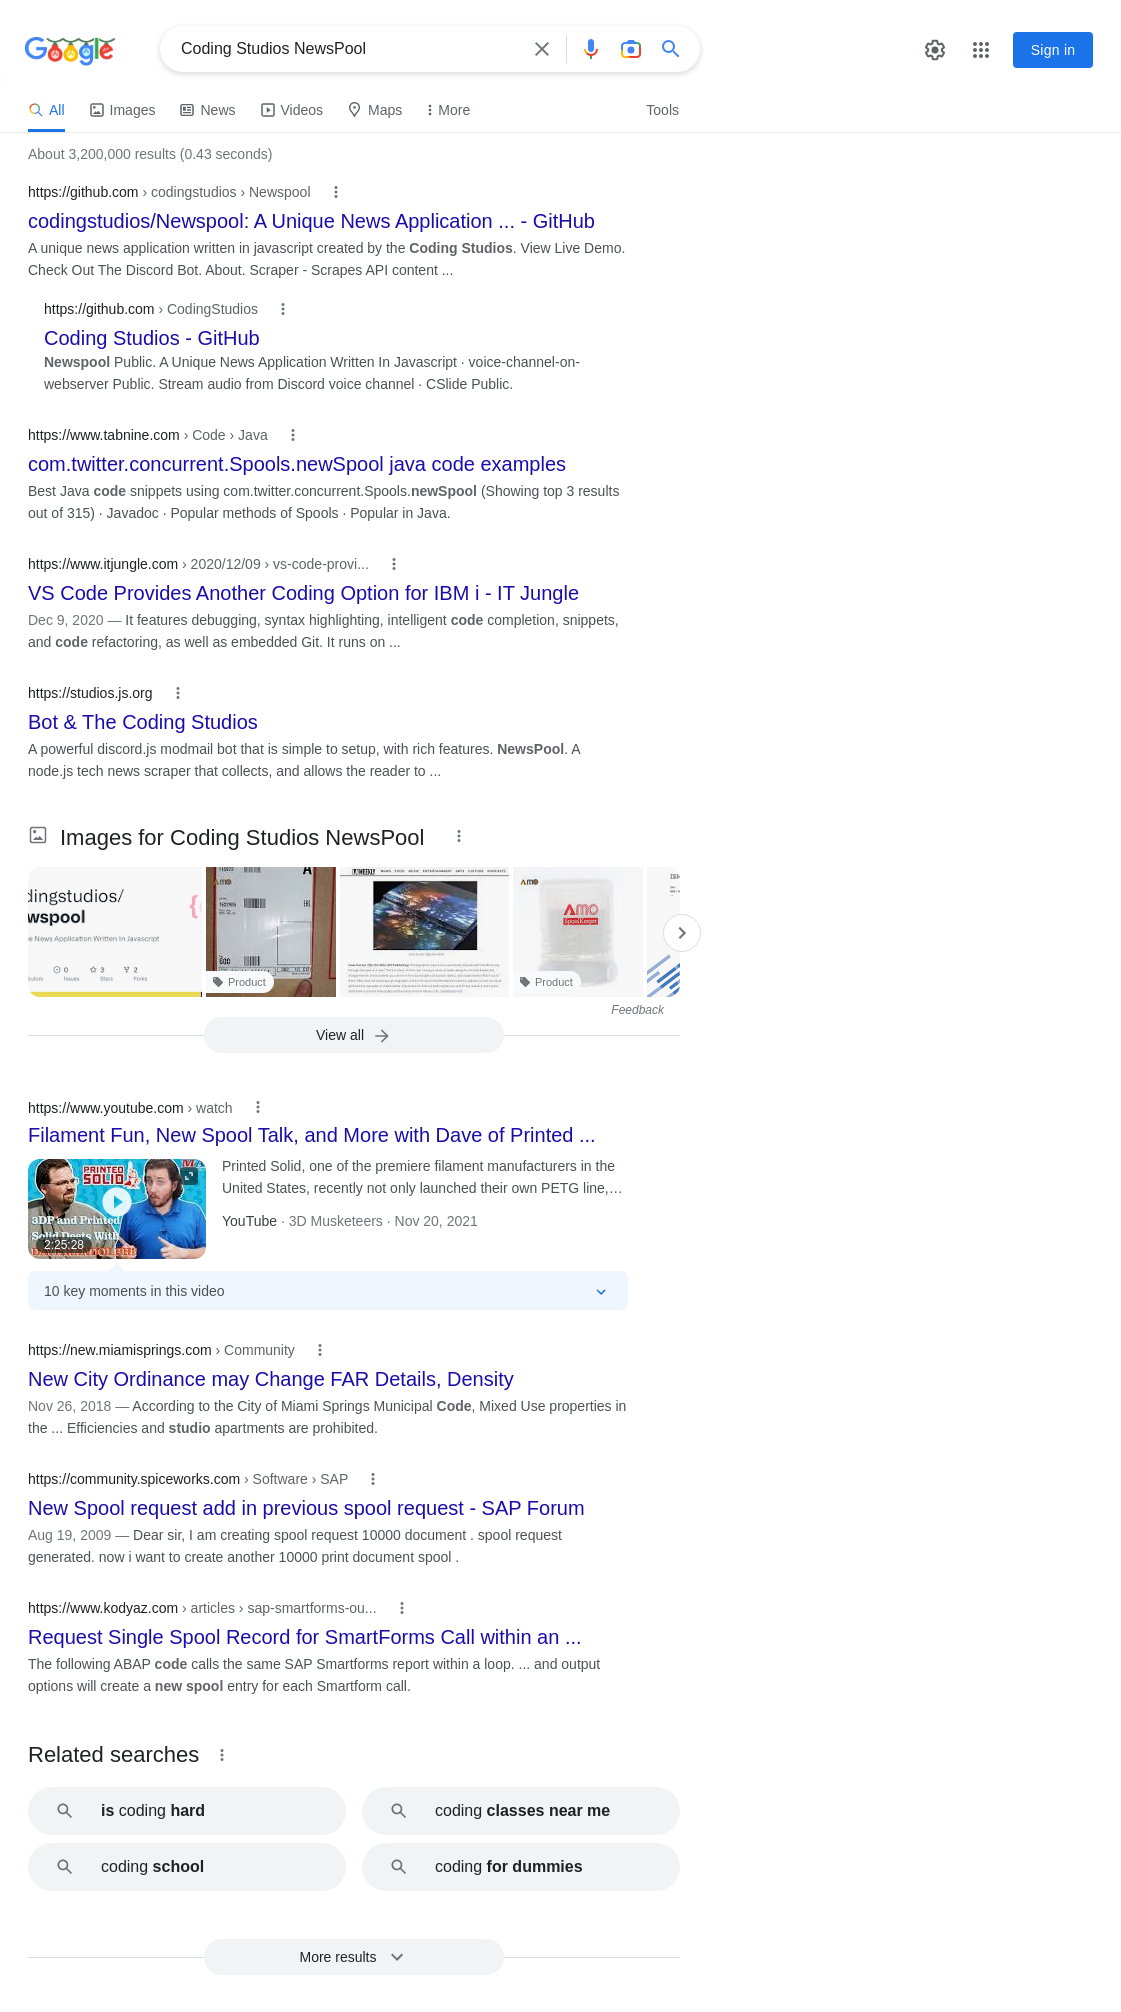 Google
Coding Studios NewsPool
Sign in
All
Images
News
Videos
Maps
More
Tools
About 3,200,000 results (0.43 seconds)
https://github.com › codingstudios › Newspool
codingstudios/Newspool: A Unique News Application ... - GitHub
A unique news application written in javascript created by the Coding Studios. View Live Demo.
Check Out The Discord Bot. About. Scraper - Scrapes API content ...
https://github.com › CodingStudios
Coding Studios - GitHub
Newspool Public. A Unique News Application Written In Javascript · voice-channel-on-
webserver Public. Stream audio from Discord voice channel · CSlide Public.
https://www.tabnine.com › Code › Java
com.twitter.concurrent.Spools.newSpool java code examples
Best Java code snippets using com.twitter.concurrent.Spools.newSpool (Showing top 3 results
out of 315) · Javadoc · Popular methods of Spools · Popular in Java.
https://www.itjungle.com › 2020/12/09 › vs-code-provi...
VS Code Provides Another Coding Option for IBM i - IT Jungle
Dec 9, 2020 — It features debugging, syntax highlighting, intelligent code completion, snippets,
and code refactoring, as well as embedded Git. It runs on ...
https://studios.js.org
Bot & The Coding Studios
A powerful discord.js modmail bot that is simple to setup, with rich features. NewsPool. A
node.js tech news scraper that collects, and allows the reader to ...
Images for Coding Studios NewsPool
dingstudios/
wspool
e News Application Written In Javascript
0
Issues
3
Stars
2
Forks
Product
AMO
AMO
SpoolKeeper
Product
Feedback
View all
https://www.youtube.com › watch
Filament Fun, New Spool Talk, and More with Dave of Printed ...
PRINTED
SOLID
3DP and Printed
Solid Deets With
2:25:28
Printed Solid, one of the premiere filament manufacturers in the
United States, recently not only launched their own PETG line,…
YouTube · 3D Musketeers · Nov 20, 2021
10 key moments in this video
https://new.miamisprings.com › Community
New City Ordinance may Change FAR Details, Density
Nov 26, 2018 — According to the City of Miami Springs Municipal Code, Mixed Use properties in
the ... Efficiencies and studio apartments are prohibited.
https://community.spiceworks.com › Software › SAP
New Spool request add in previous spool request - SAP Forum
Aug 19, 2009 — Dear sir, I am creating spool request 10000 document . spool request
generated. now i want to create another 10000 print document spool .
https://www.kodyaz.com › articles › sap-smartforms-ou...
Request Single Spool Record for SmartForms Call within an ...
The following ABAP code calls the same SAP Smartforms report within a loop. ... and output
options will create a new spool entry for each Smartform call.
Related searches
is coding hard
coding classes near me
coding school
coding for dummies
More results